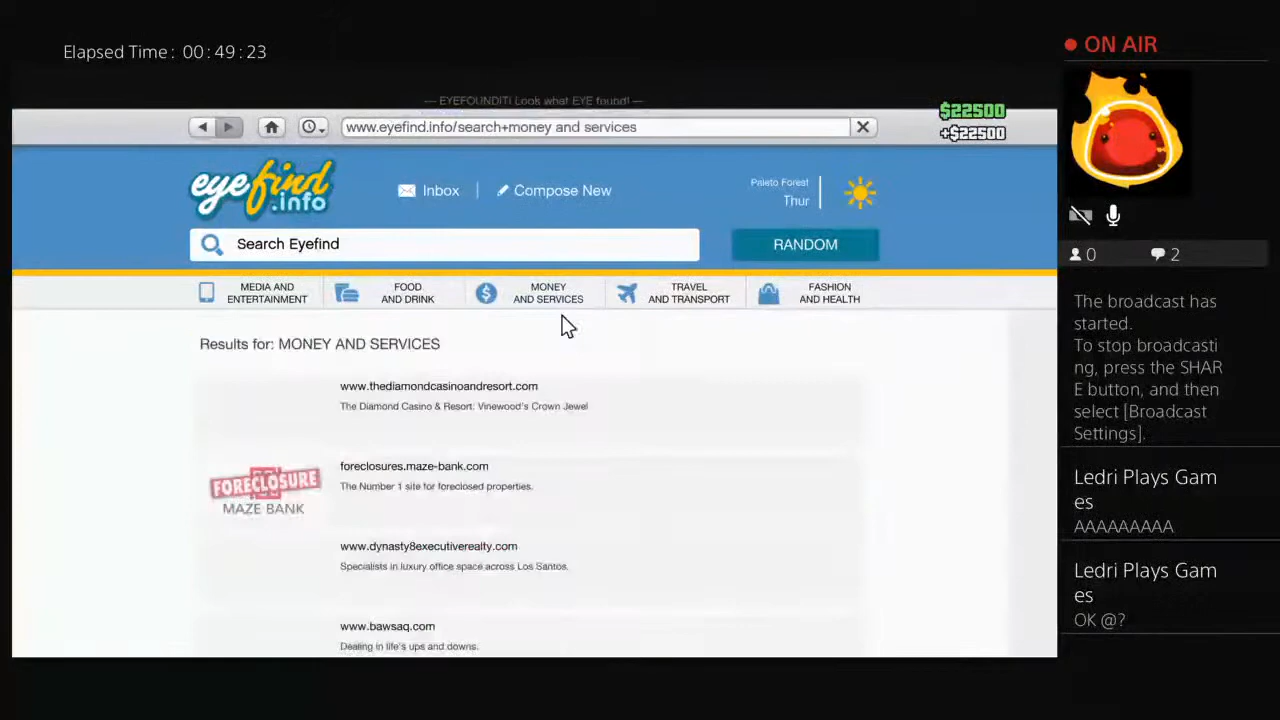 Elapsed Time: 00:49:23
ON AIR
— EYEFOUNDIT! Look what EYE found! —
www.eyefind.info/search+money and services
$22500
+$22500
eyefind
.info
Inbox
Compose New
Paleto Forest
Thur
Search Eyefind
RANDOM
MEDIA AND
ENTERTAINMENT
FOOD
AND DRINK
MONEY
AND SERVICES
TRAVEL
AND TRANSPORT
FASHION
AND HEALTH
Results for: MONEY AND SERVICES
www.thediamondcasinoandresort.com
The Diamond Casino & Resort: Vinewood's Crown Jewel
FORECLOSURE
MAZE BANK
foreclosures.maze-bank.com
The Number 1 site for foreclosed properties.
www.dynasty8executiverealty.com
Specialists in luxury office space across Los Santos.
www.bawsaq.com
Dealing in life's ups and downs.
0
2
The broadcast has
started.
To stop broadcasti
ng, press the SHAR
E button, and then
select [Broadcast
Settings].
Ledri Plays Gam
es
AAAAAAAAA
Ledri Plays Gam
es
OK @?